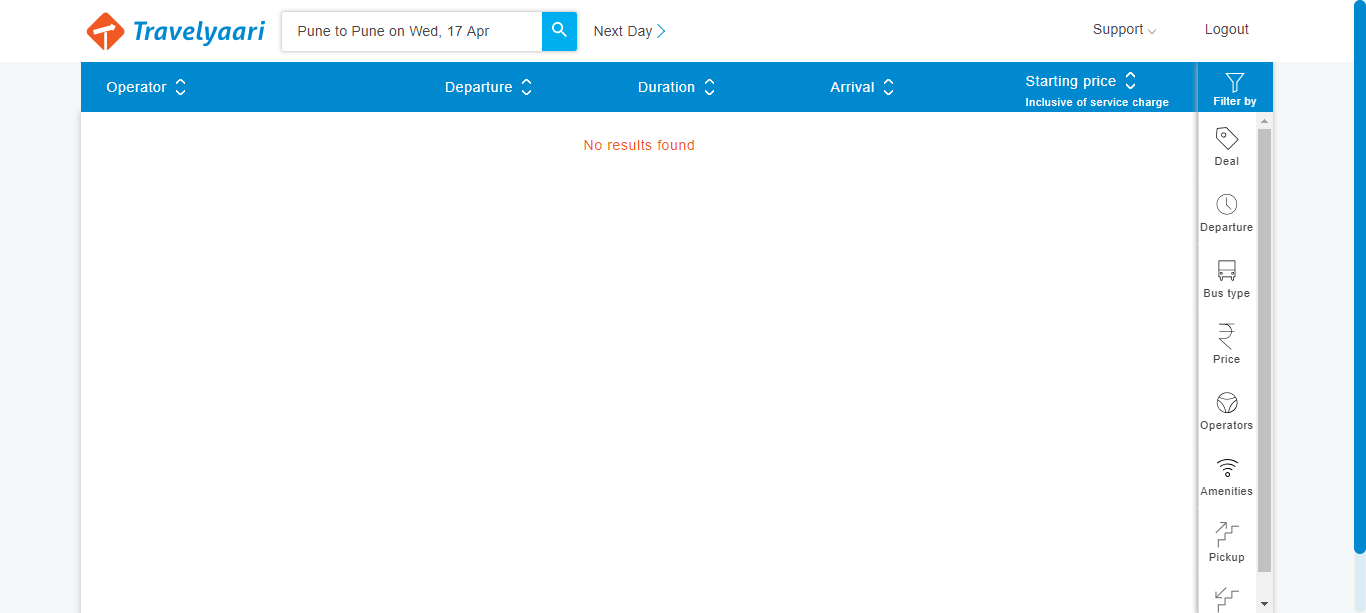 Travelyaari
Pune to Pune on Wed, 17 Apr
Next Day
Support
Logout
Operator
Departure
Duration
Arrival
Starting price
Inclusive of service charge
Filter by
No results found
Deal
Departure
Bus type
Price
Operators
Amenities
Pickup